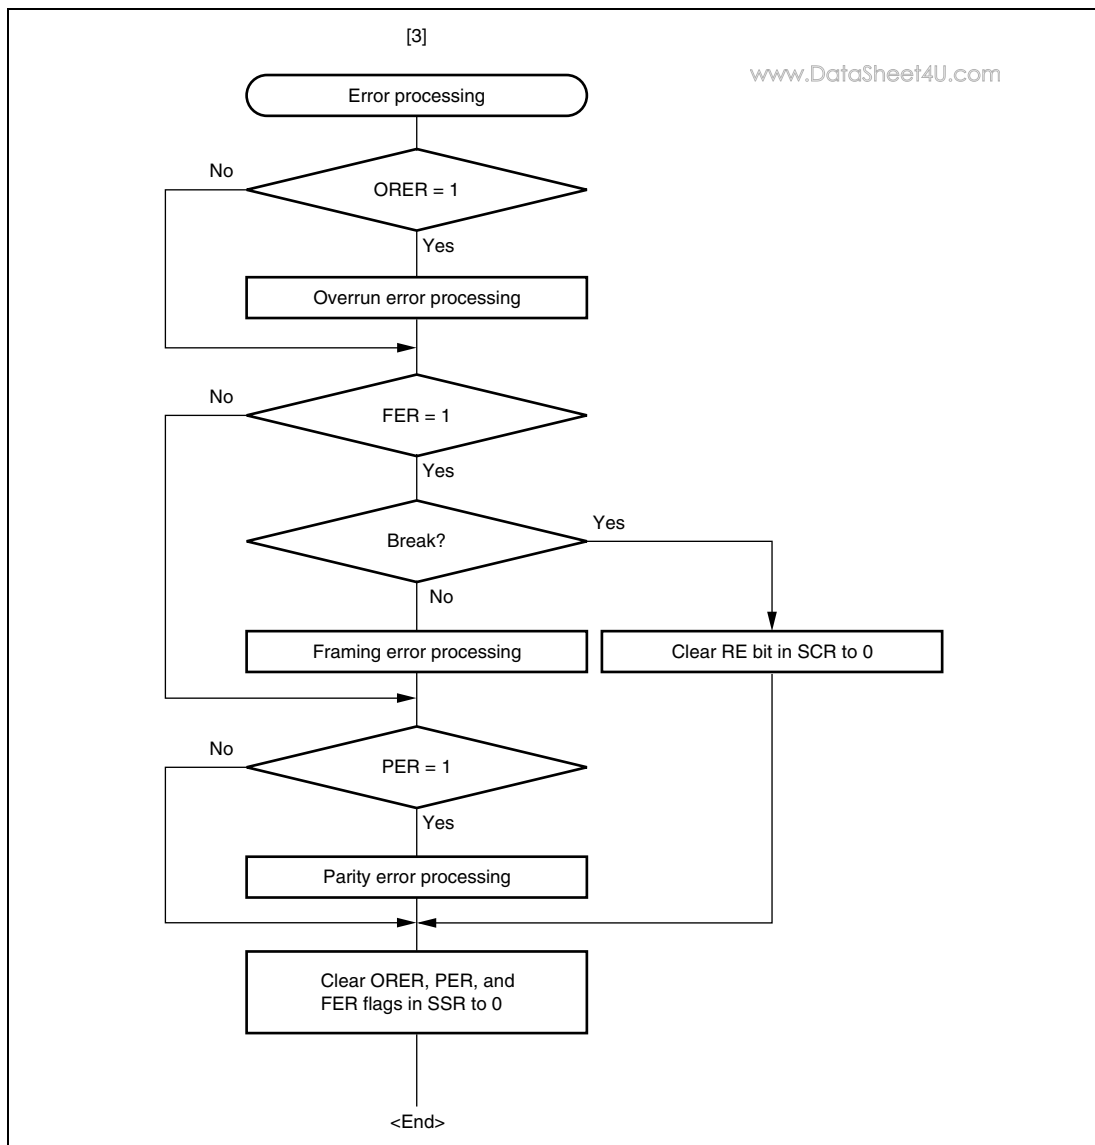 [3]
www.DataSheet4U.com
Error processing
No
ORER = 1
Yes
Overrun error processing
No
FER = 1
Yes
Break?
Yes
No
Framing error processing
Clear RE bit in SCR to 0
No
PER = 1
Yes
Parity error processing
Clear ORER, PER, and
FER flags in SSR to 0
<End>